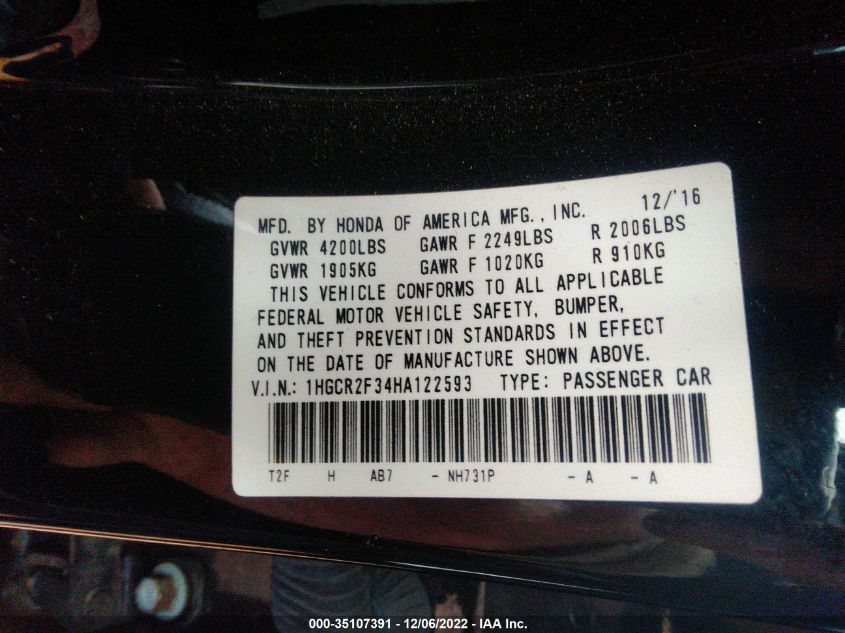 MFD. BY HONDA OF AMERICA MFG., INC. 12/'16
GVWR 4200LBS GAWR F 2249LBS R 2006LBS
GVWR 1905KG GAWR F 1020KG R 910KG
THIS VEHICLE CONFORMS TO ALL APPLICABLE
FEDERAL MOTOR VEHICLE SAFETY, BUMPER,
AND THEFT PREVENTION STANDARDS IN EFFECT
ON THE DATE OF MANUFACTURE SHOWN ABOVE.
V.I.N.: 1HGCR2F34HA122593 TYPE: PASSENGER CAR
T2F H AB7 - NH731P - A - A
000-35107391 - 12/06/2022 - IAA Inc.